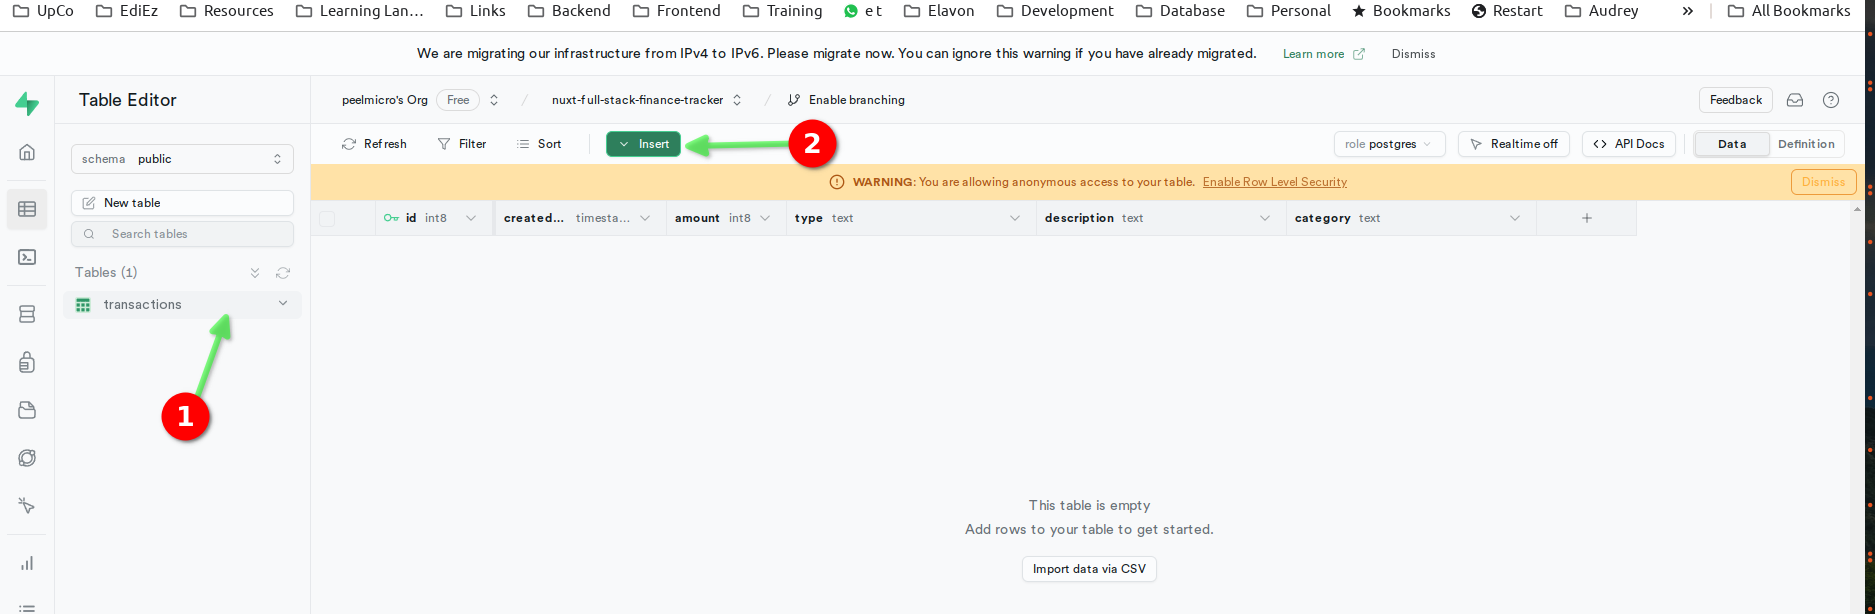 UpCo EdiEz Resources Learning Lan... Links Backend Frontend Training e t Elavon Development Database Personal Bookmarks Restart Audrey » All Bookmarks
We are migrating our infrastructure from IPv4 to IPv6. Please migrate now. You can ignore this warning if you have already migrated. Learn more Dismiss
Table Editor peelmicro's Org Free / nuxt-full-stack-finance-tracker / Enable branching Feedback
Refresh Filter Sort Insert 2 role postgres Realtime off <> API Docs Data Definition
schema public
WARNING: You are allowing anonymous access to your table. Enable Row Level Security Dismiss
New table
id int8 created... timesta... amount int8 type text description text category text +
Search tables
Tables (1)
transactions
1
This table is empty
Add rows to your table to get started.
Import data via CSV